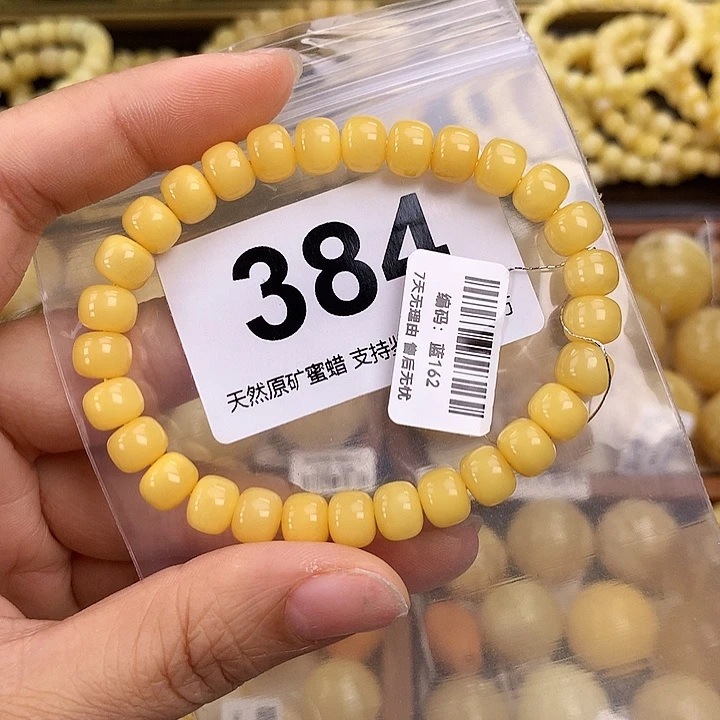 384
天然原矿蜜蜡 支持
编码：蓝162
7天无理由 售后无忧